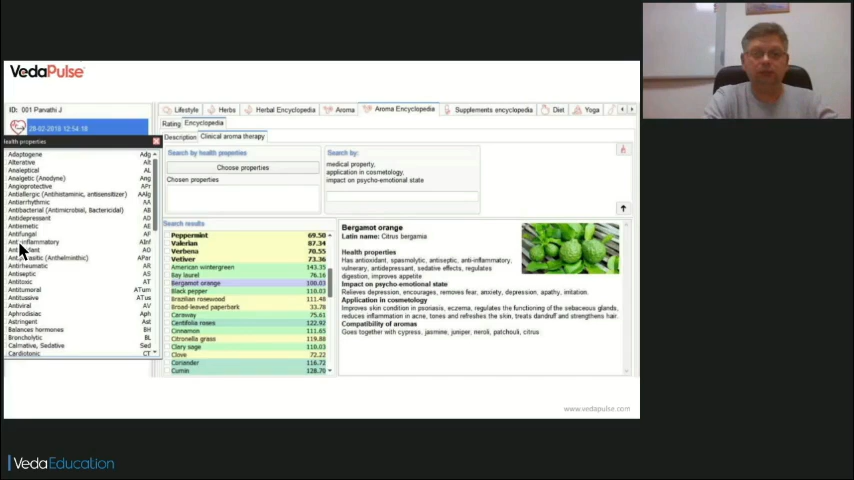 VedaPulse
ID: 001 Parvathi J
28-02-2018 12:54:18
Lifestyle
Herbs
Herbal Encyclopedia
Aroma
Aroma Encyclopedia
Supplements encyclopedia
Diet
Yoga
Rating
Encyclopedia
Description
Clinical aroma therapy
Search by health properties
Choose properties
Chosen properties
Search by:
medical property,
application in cosmetology,
impact on psycho-emotional state
ealth properties
Adaptogene Adg
Alterative Alt
Analeptical AL
Analgetic (Anodyne) Ang
Angioprotective APr
Antiallergic (Antihistaminic, antisensitizer) AAlg
Antiarrhythmic AA
Antibacterial (Antimicrobial, Bactericidal) AB
Antidepressant AD
Antiemetic AE
Antifungal AF
Anti-inflammatory AInf
AO
Antiparasitic (Anthelminthic) APar
Antirheumatic AR
Antiseptic AS
Antitoxic AT
Antitumoral ATum
Antitussive ATus
Antiviral AV
Aphrodisiac Aph
Astringent Ast
Balances hormones BH
Broncholytic BL
Calmative, Sedative Sed
Cardiotonic CT
Search results
Peppermint 69.50
Valerian 87.34
Verbena 70.55
Vetiver 73.36
American wintergreen 143.35
Bay laurel 76.16
Bergamot orange 100.03
Black pepper 110.03
Brazilian rosewood 111.48
Broad-leaved paperbark 33.78
Caraway 75.61
Centifolia roses 122.92
Cinnamon 111.65
Citronella grass 119.88
Clary sage 110.03
Clove 72.22
Coriander 116.72
Cumin 128.70
Bergamot orange
Latin name: Citrus bergamia
Health properties
Has antioxidant, spasmolytic, antiseptic, anti-inflammatory,
vulnerary, antidepressant, sedative effects, regulates
digestion, improves appetite
Impact on psycho-emotional state
Relieves depression, encourages, removes fear, anxiety, depression, apathy, irritation.
Application in cosmetology
Improves skin condition in psoriasis, eczema, regulates the functioning of the sebaceous glands,
reduces inflammation in acne, tones and refreshes the skin, treats dandruff and strengthens hair.
Compatibility of aromas
Goes together with cypress, jasmine, juniper, neroli, patchouli, citrus
www.vedapulse.com
VedaEducation